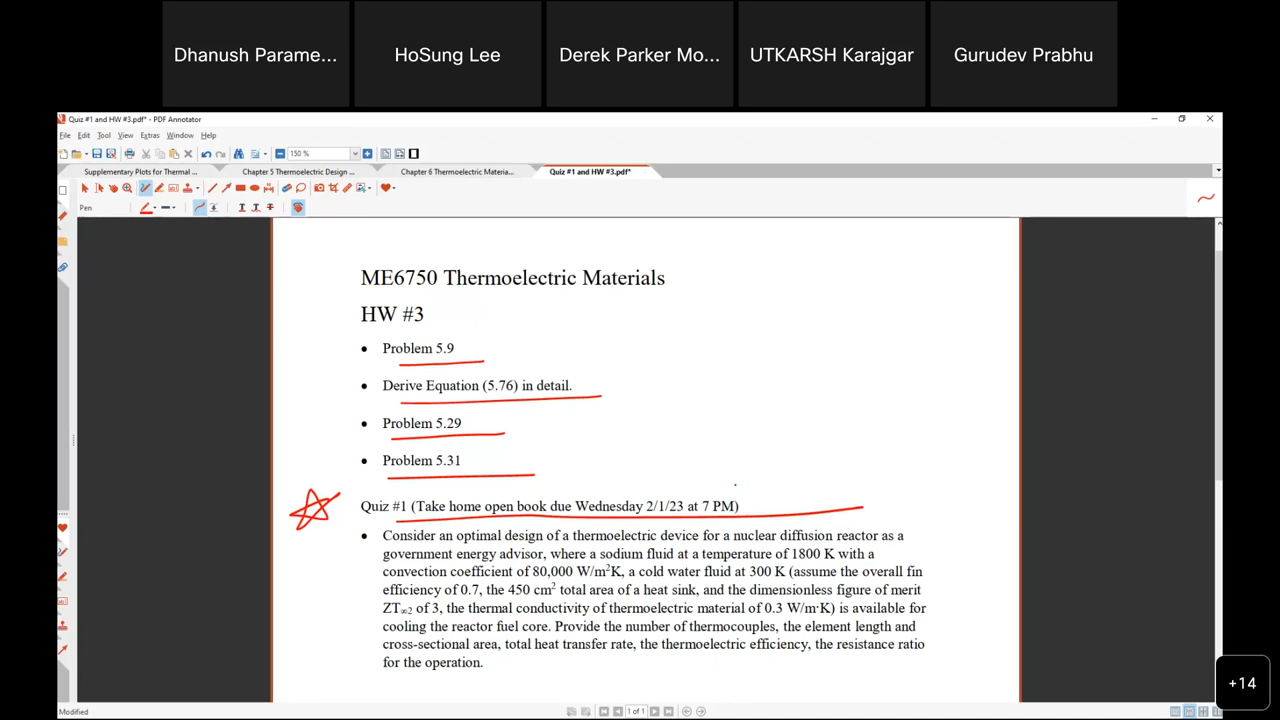 Dhanush Parame...
HoSung Lee
Derek Parker Mo...
UTKARSH Karajgar
Gurudev Prabhu
Quiz #1 and HW #3.pdf* - PDF Annotator
File Edit Tool View Extras Window Help
150 %
Supplementary Plots for Thermal ...
Chapter 5 Thermoelectric Design ...
Chapter 6 Thermoelectric Materia...
Quiz #1 and HW #3.pdf*
Pen
ME6750 Thermoelectric Materials
HW #3
• Problem 5.9
• Derive Equation (5.76) in detail.
• Problem 5.29
• Problem 5.31
Quiz #1 (Take home open book due Wednesday 2/1/23 at 7 PM)
• Consider an optimal design of a thermoelectric device for a nuclear diffusion reactor as a
government energy advisor, where a sodium fluid at a temperature of 1800 K with a
convection coefficient of 80,000 W/m²K, a cold water fluid at 300 K (assume the overall fin
efficiency of 0.7, the 450 cm² total area of a heat sink, and the dimensionless figure of merit
ZT∞2 of 3, the thermal conductivity of thermoelectric material of 0.3 W/m·K) is available for
cooling the reactor fuel core. Provide the number of thermocouples, the element length and
cross-sectional area, total heat transfer rate, the thermoelectric efficiency, the resistance ratio
for the operation.
+14
Modified
1 of 1